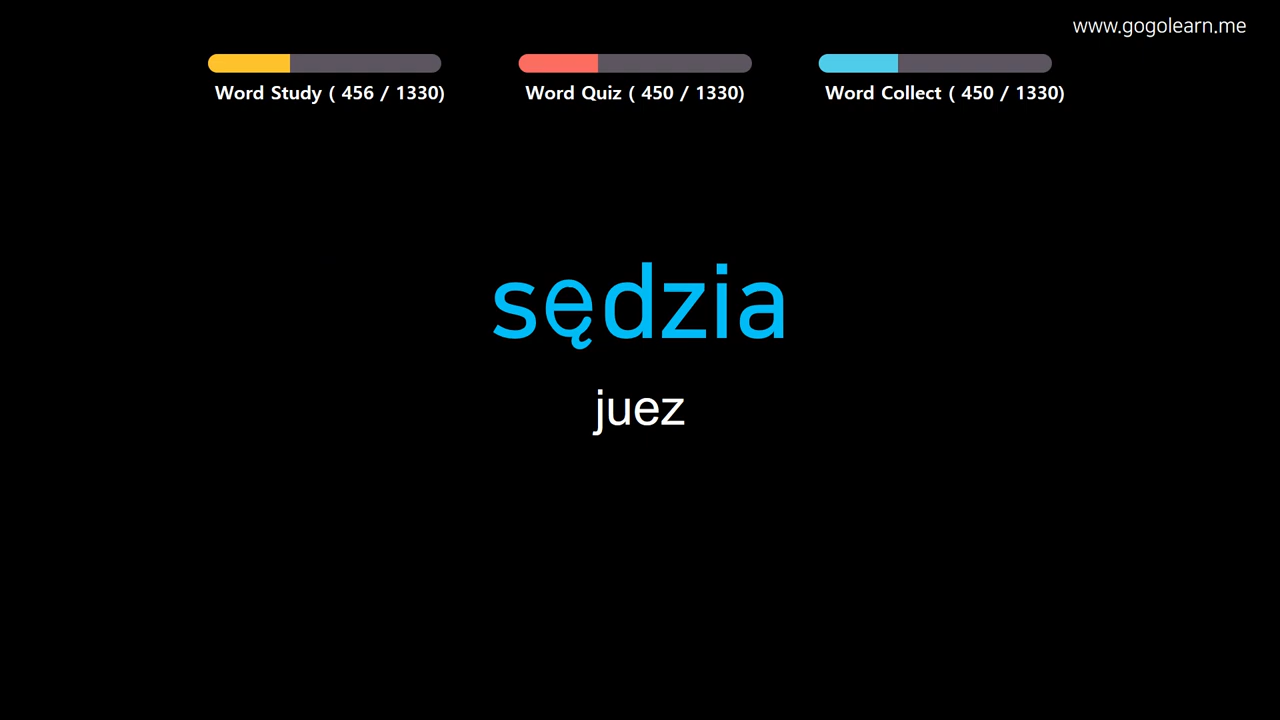 www.gogolearn.me
Word Study ( 456 / 1330)
Word Quiz ( 450 / 1330)
Word Collect ( 450 / 1330)
sędzia
juez